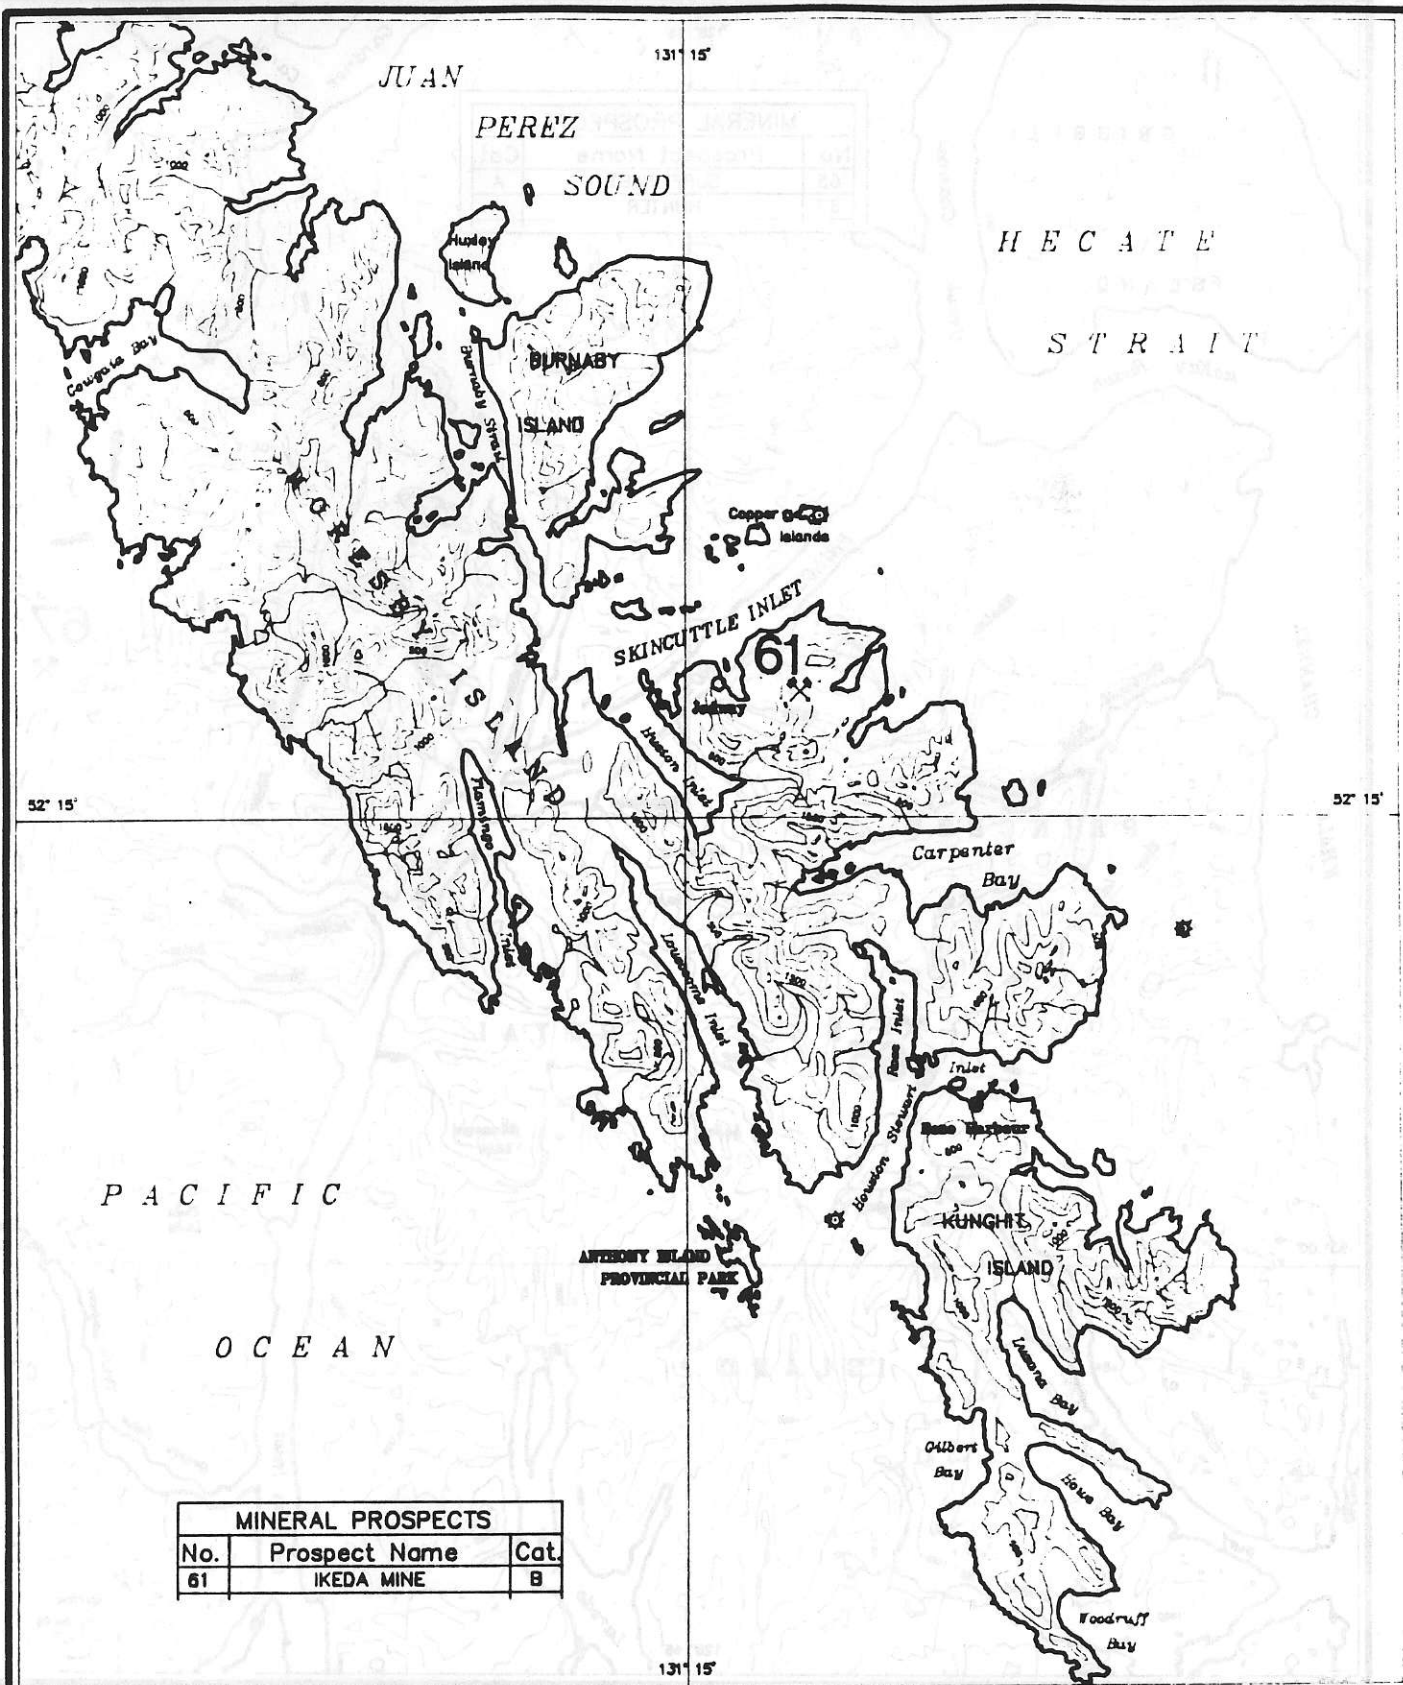 131° 15'
JUAN
PEREZ
SOUND
HECATE
STRAIT
Huxley
Island
BURNABY
ISLAND
Burnaby Strait
Copper
Islands
SKINCUTTLE INLET
61
Jedway
Huston Inlet
MORESBY ISLAND
Flamingo
Inlet
52° 15'
52° 15'
Carpenter
Bay
Louscoone Inlet
Rose Inlet
Houston Stewart
Inlet
Rose Harbour
KUNGHIT
ISLAND
ANTHONY ISLAND
PROVINCIAL PARK
PACIFIC
OCEAN
Luxana Bay
Gilbert
Bay
Howe Bay
Woodruff
Bay
MINERAL PROSPECTS
No. Prospect Name Cat.
61 IKEDA MINE B
131° 15'